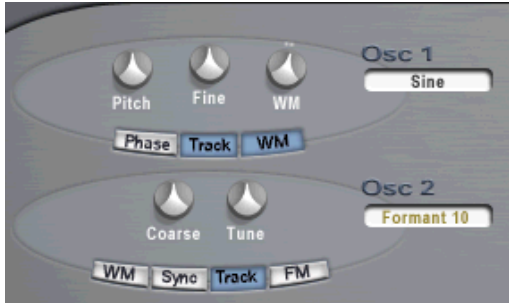 Osc 1
Sine
Pitch Fine WM
Phase Track WM
Osc 2
Formant 10
Coarse Tune
WM Sync Track FM